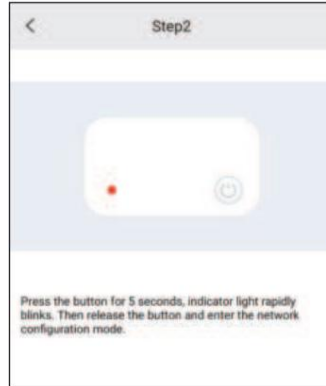 Step2
Press the button for 5 seconds, indicator light rapidly
blinks. Then release the button and enter the network
configuration mode.